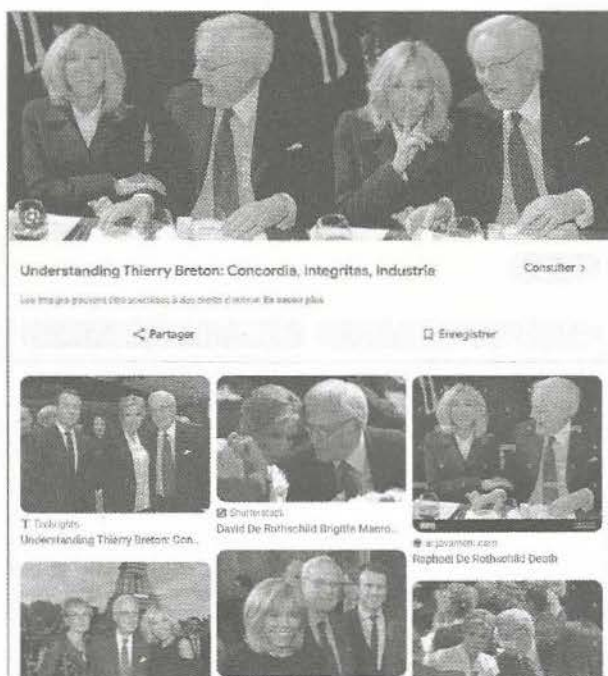 Understanding Thierry Breton: Concordia, Integritas, Industria
Consulter >
Les images peuvent être soumises à des droits d'auteur. En savoir plus
Partager
Enregistrer
Understanding Thierry Breton: Con...
Shutterstock
David De Rothschild Brigitte Macro...
Raphael De Rothschild Death